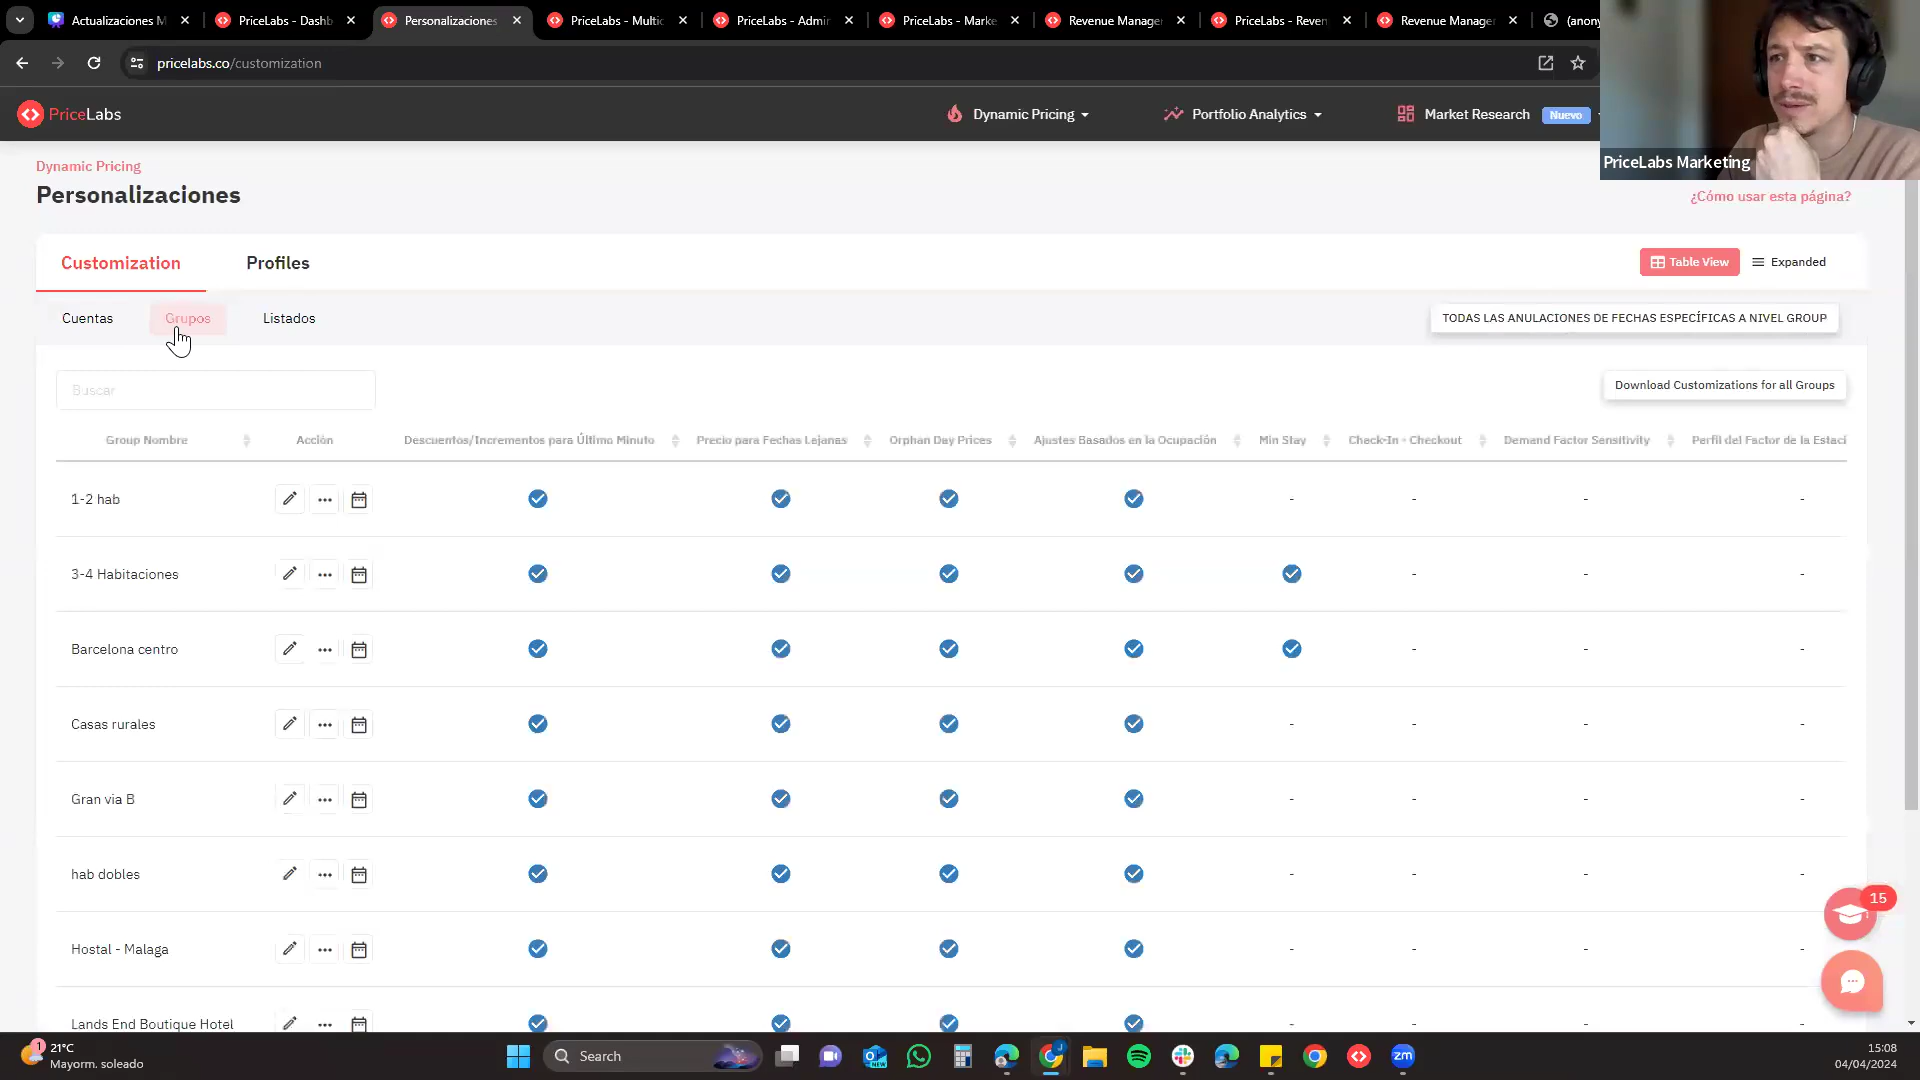 Actualizaciones M
PriceLabs - Dashb
Personalizaciones
PriceLabs - Multic
PriceLabs - Admir
PriceLabs - Marke
Revenue Manager
PriceLabs - Reven
Revenue Manager
(anony
pricelabs.co/customization
PriceLabs
Dynamic Pricing
Portfolio Analytics
Market Research
Nuevo
PriceLabs Marketing
Dynamic Pricing
Personalizaciones
¿Cómo usar esta página?
Customization
Profiles
Table View
Expanded
Cuentas
Grupos
Listados
TODAS LAS ANULACIONES DE FECHAS ESPECÍFICAS A NIVEL GROUP
Buscar
Download Customizations for all Groups
Group Nombre
Acción
Descuentos/Incrementos para Último Minuto
Precio para Fechas Lejanas
Orphan Day Prices
Ajustes Basados en la Ocupación
Min Stay
Check-In - Checkout
Demand Factor Sensitivity
Perfil del Factor de la Estaci
1-2 hab
- - - -
3-4 Habitaciones
- - -
Barcelona centro
- - -
Casas rurales
- - - -
Gran via B
- - - -
hab dobles
- - - -
15
Hostal - Malaga
- - - -
Lands End Boutique Hotel
- - - -
1
21°C
Mayorm. soleado
Search
NEW
zm
15:08
04/04/2024